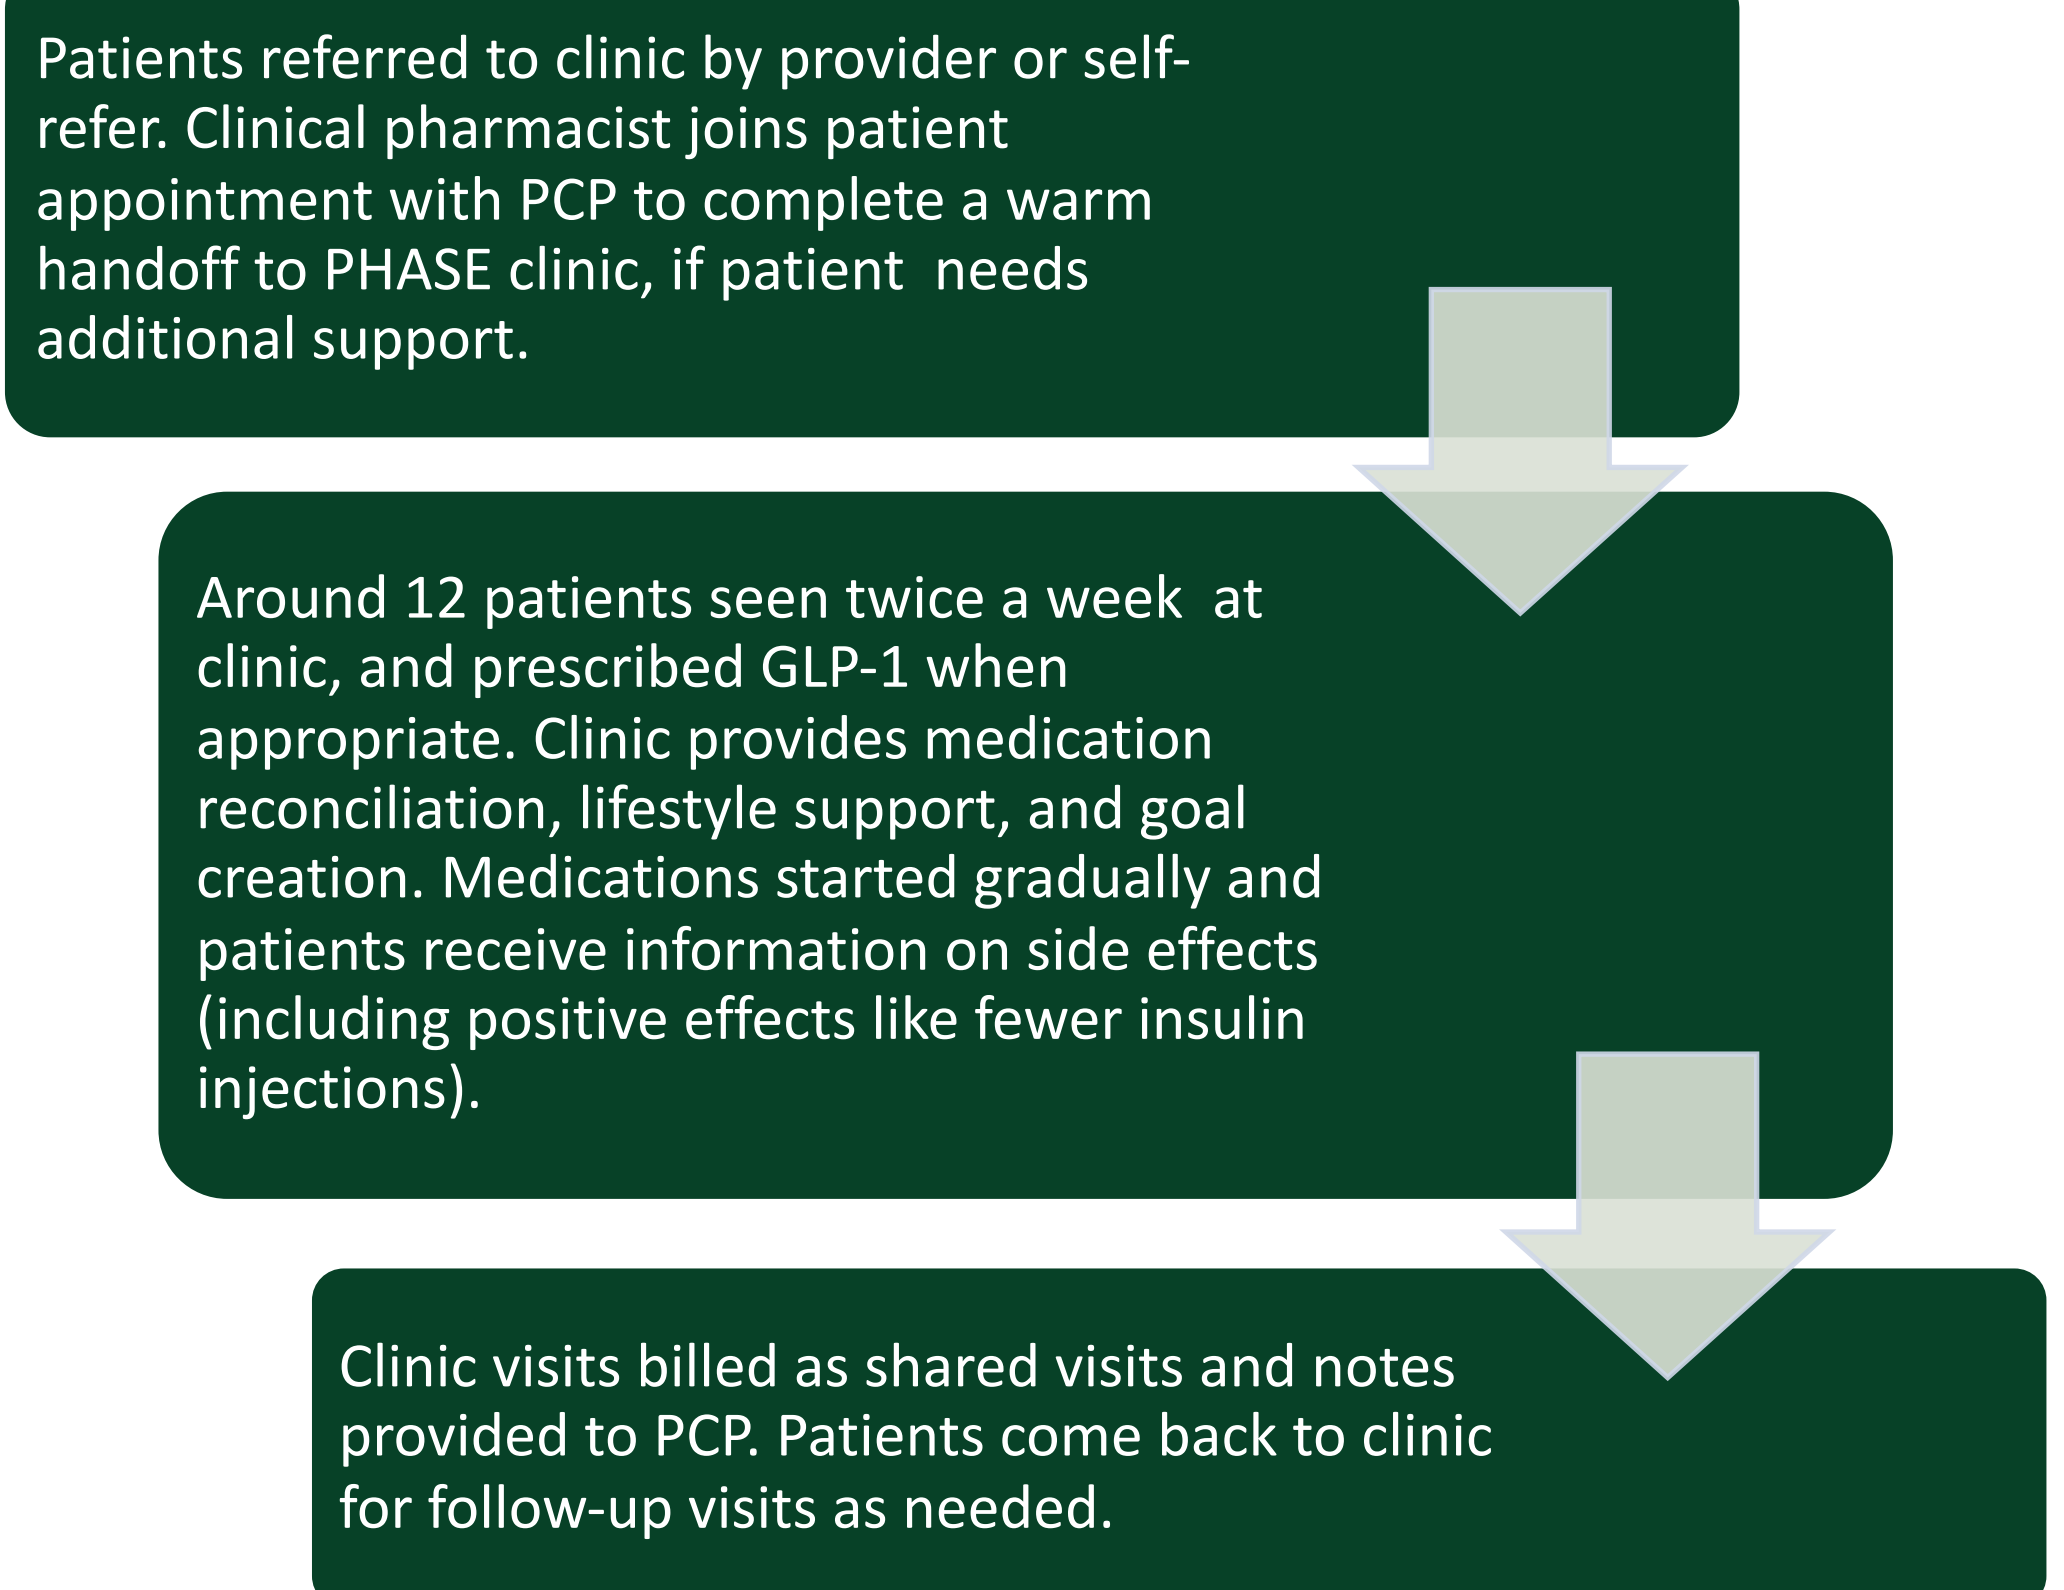 Patients referred to clinic by provider or self-
refer. Clinical pharmacist joins patient
appointment with PCP to complete a warm
handoff to PHASE clinic, if patient  needs
additional support.
Around 12 patients seen twice a week  at
clinic, and prescribed GLP-1 when
appropriate. Clinic provides medication
reconciliation, lifestyle support, and goal
creation. Medications started gradually and
patients receive information on side effects
(including positive effects like fewer insulin
injections).
Clinic visits billed as shared visits and notes
provided to PCP. Patients come back to clinic
for follow-up visits as needed.